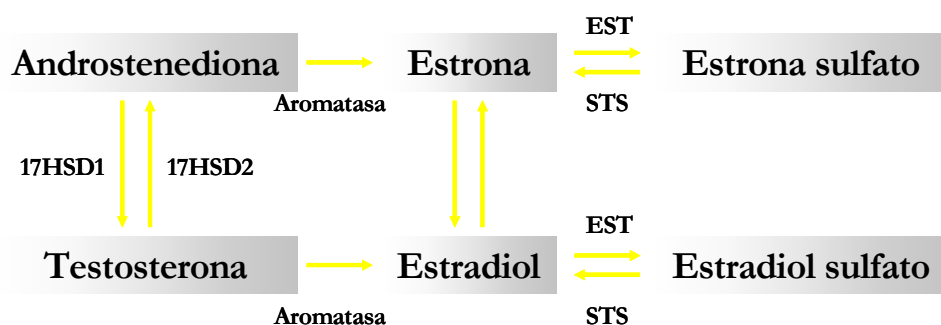 EST
Androstenediona
Estrona
Estrona sulfato
Aromatasa
STS
17HSD1
17HSD2
EST
Testosterona
Estradiol
Estradiol sulfato
Aromatasa
STS